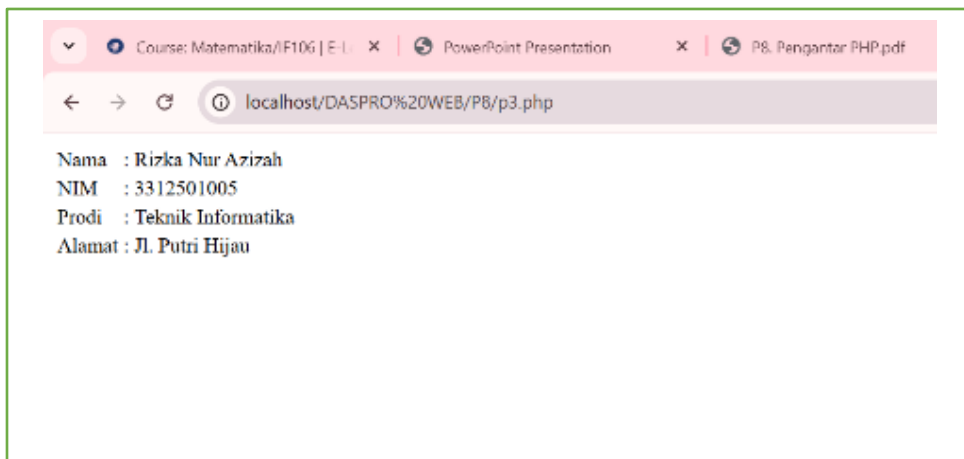 Course: Matematika/IF106 | E-L
PowerPoint Presentation
P8. Pengantar PHP.pdf
localhost/DASPRO%20WEB/P8/p3.php
Nama : Rizka Nur Azizah
NIM : 3312501005
Prodi : Teknik Informatika
Alamat : Jl. Putri Hijau